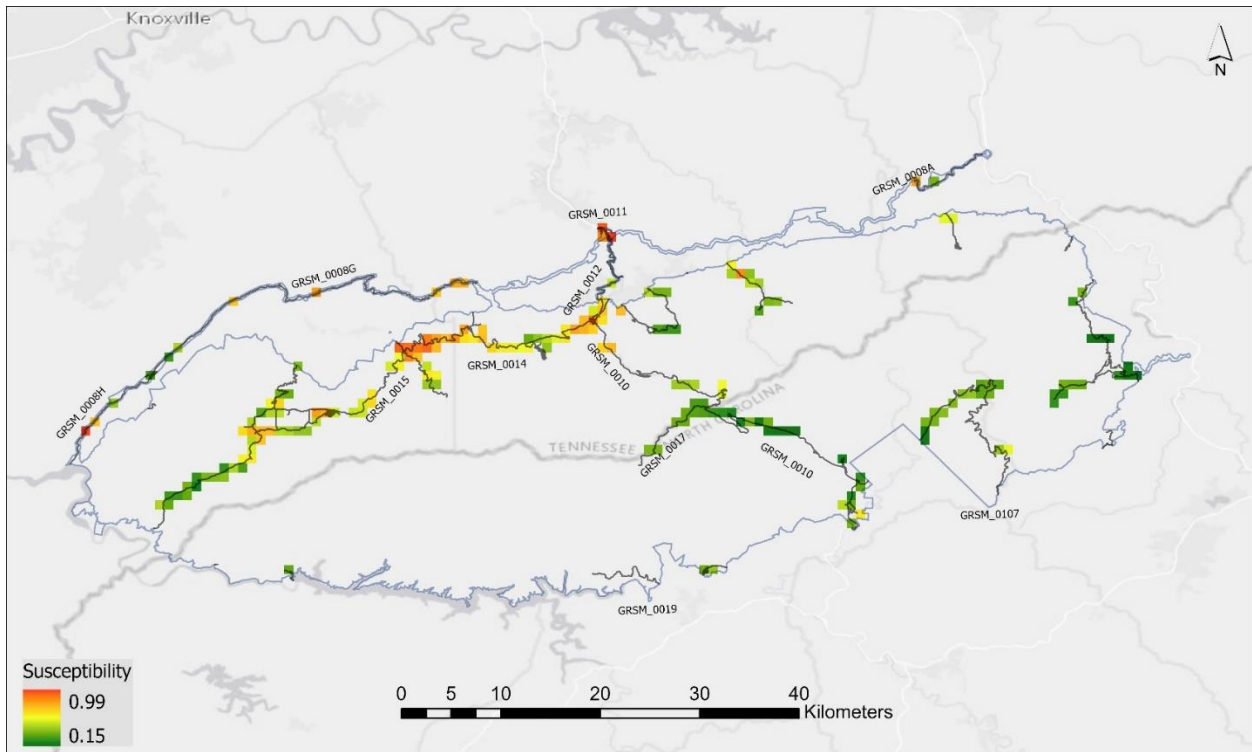 Knoxville
N
GRSM_0008A
GRSM_0011
GRSM_0008G
GRSM_0012
GRSM_0014
GRSM_0010
GRSM_0015
GRSM_0008H
TENNESSEE
NORTH CAROLINA
GRSM_0017
GRSM_0010
GRSM_0107
GRSM_0019
Susceptibility
0.99
0.15
0 5 10 20 30 40
Kilometers